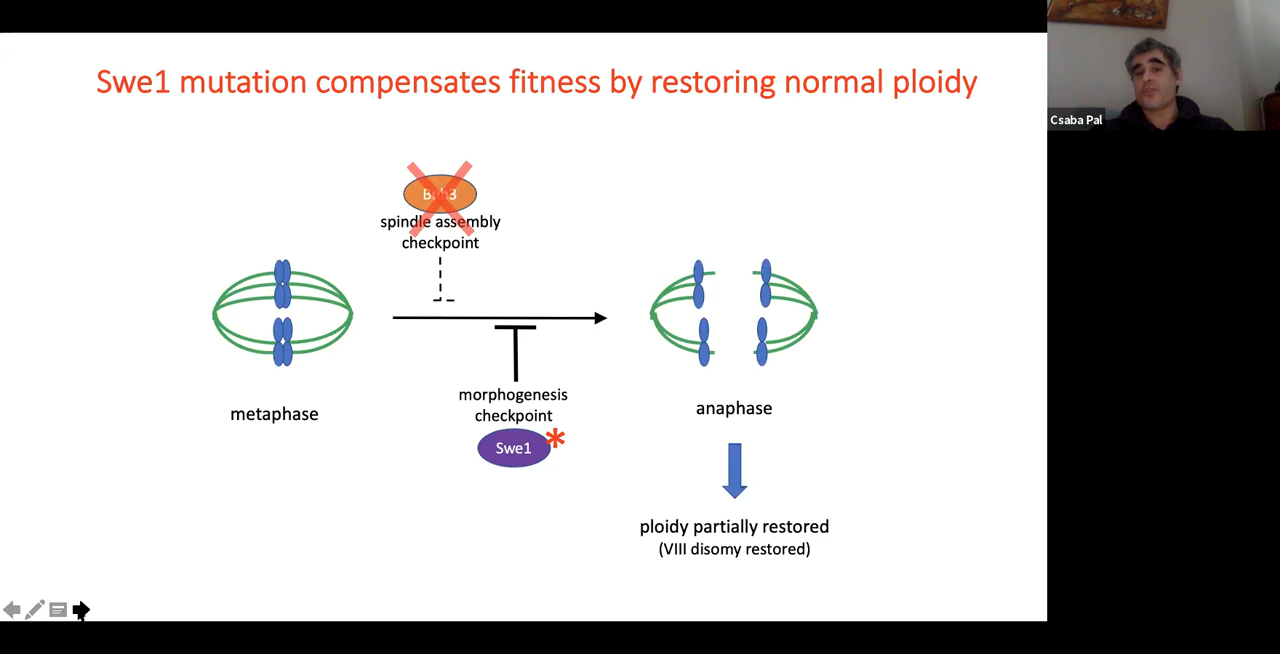 Swe1 mutation compensates fitness by restoring normal ploidy
Csaba Pal
Bub3
spindle assembly
checkpoint
morphogenesis
checkpoint
Swe1
*
metaphase
anaphase
ploidy partially restored
(VIII disomy restored)